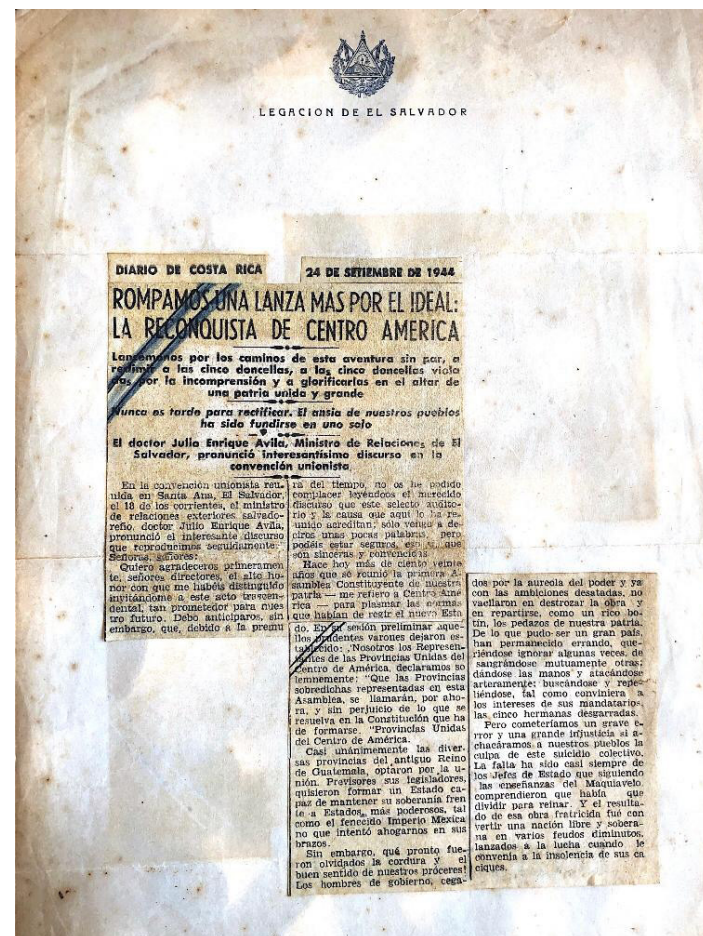 LEGACION DE EL SALVADOR
DIARIO DE COSTA RICA
24 DE SETIEMBRE DE 1944
ROMPAMOS UNA LANZA MAS POR EL IDEAL:
LA RECONQUISTA DE CENTRO AMERICA
Lancémonos por los caminos de esta aventura sin par, a
redimir a las cinco doncellas, a las cinco doncellas viola
das por la incomprensión y a glorificarlas en el altar de
una patria unida y grande
Nunca es tarde para rectificar. El ansia de nuestros pueblos
ha sido fundirse en uno solo
El doctor Julio Enrique Avila, Ministro de Relaciones de El
Salvador, pronunció interesantísimo discurso en la
convención unionista
En la convención unionista reu
nida en Santa Ana, El Salvador,
el 18 de los corrientes, el ministro
de relaciones exteriores salvado-
reño, doctor Julio Enrique Avila,
pronunció el interesante discurso
que reproducimos seguidamente:
Señoras, señores:
Quiero agradeceros primeramen
te, señores directores, el alto ho
nor con que me habéis distinguido
invitándome a este acto trascen-
dental, tan prometedor para nues
tro futuro. Debo anticiparos, sin
embargo, que, debido a la premu
ra del tiempo, no os he podido
complacer leyéndoos el merecido
discurso que este selecto audito-
rio y la causa que aquí lo ha re-
unido acreditan; sólo vengo a de-
ciros unas pocas palabras, pero
podéis estar seguros, eso sí, que
son sinceras y convencidas
Hace hoy más de ciento veinte
años que se reunió la primera A-
samblea Constituyente de nuestra
patria — me refiero a Centro Amé
rica — para plasmar las normas
que habían de regir el nuevo Esta
do. En su sesión preliminar aque-
llos prudentes varones dejaron es-
tablecido: "Nosotros los Represen-
tantes de las Provincias Unidas del
Centro de América, declaramos so
lemnemente: "Que las Provincias
sobredichas representadas en esta
Asamblea, se llamarán, por aho-
ra, y sin perjuicio de lo que se
resuelva en la Constitución que ha
de formarse, "Provincias Unidas
del Centro de América.
Casi unánimemente las diver-
sas provincias del antiguo Reino
de Guatemala, optaron por la u-
nión. Previsores sus legisladores,
quisieron formar un Estado ca-
paz de mantener su soberanía fren
te a Estados más poderosos, tal
como el fenecido Imperio Mexica
no que intentó ahogarnos en sus
brazos.
Sin embargo, qué pronto fue-
ron olvidados la cordura y el
buen sentido de nuestros próceres!
Los hombres de gobierno, cega-
dos por la aureola del poder y ya
con las ambiciones desatadas, no
vacilaron en destrozar la obra y
en repartirse, como un rico bo-
tín, los pedazos de nuestra patria.
De lo que pudo ser un gran país,
han permanecido errando, que-
riéndose ignorar algunas veces, de
sangrándose mutuamente otras;
dándose las manos y atacándose
arteramente; buscándose y repe-
liéndose, tal como conviniera a
los intereses de sus mandatarios,
las cinco hermanas desgarradas.
Pero cometeríamos un grave e-
rror y una grande injusticia si a-
chacáramos a nuestros pueblos la
culpa de este suicidio colectivo.
La falta ha sido casi siempre de
los Jefes de Estado que siguiendo
las enseñanzas del Maquiavelo
comprendieron que había que
dividir para reinar. Y el resulta-
do de esa obra fratricida fué con
vertir una nación libre y sobera-
na en varios feudos diminutos,
lanzados a la lucha cuando le
convenía a la insolencia de sus ca
ciques.